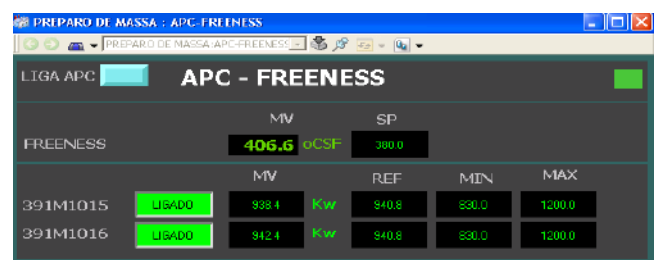 PREPARO DE MASSA : APC-FREENESS
PREPARO DE MASSA:APC-FREENESS
LIGA APC APC - FREENESS
MV SP
FREENESS 406.6 oCSF 380.0
MV REF MIN MAX
391M1015 LIGADO 938.4 Kw 940.8 830.0 1200.0
391M1016 LIGADO 942.4 Kw 940.8 830.0 1200.0